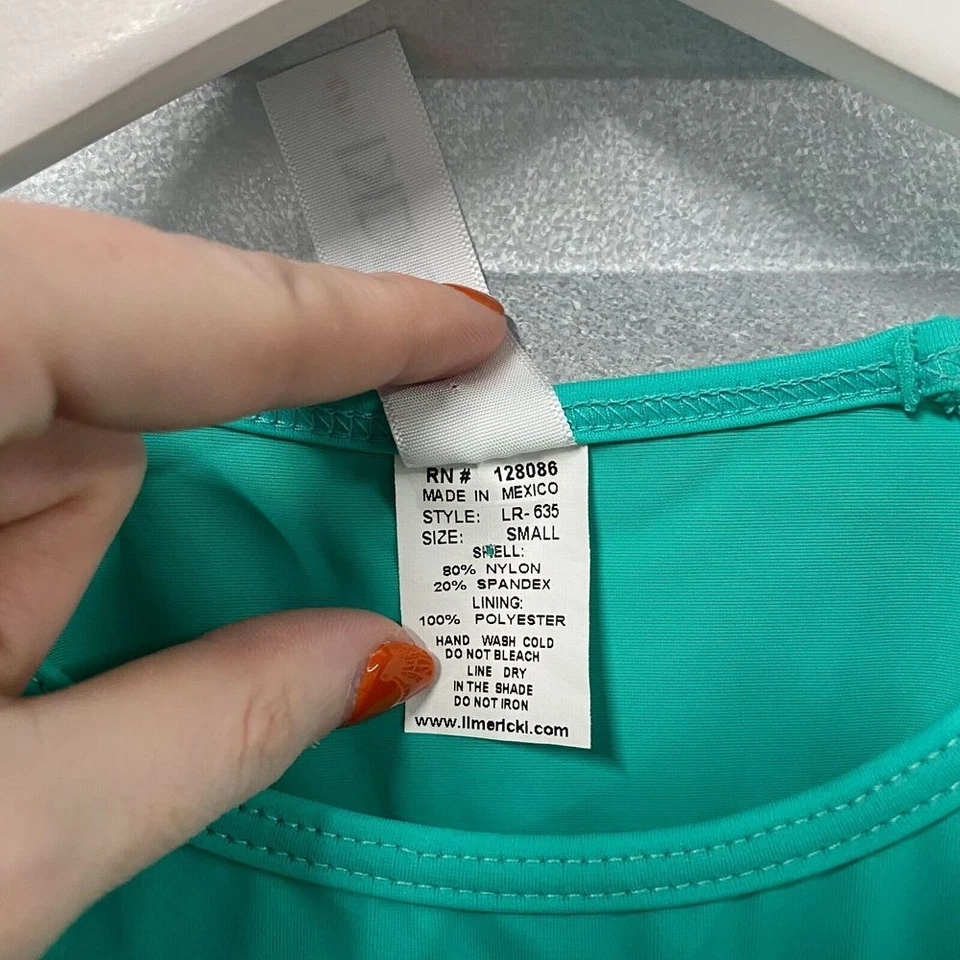 RN # 128086
MADE IN MEXICO
STYLE: LR-635
SIZE: SMALL
SHELL:
80% NYLON
20% SPANDEX
LINING:
100% POLYESTER
HAND WASH COLD
DO NOT BLEACH
LINE DRY
IN THE SHADE
DO NOT IRON
www.limericki.com